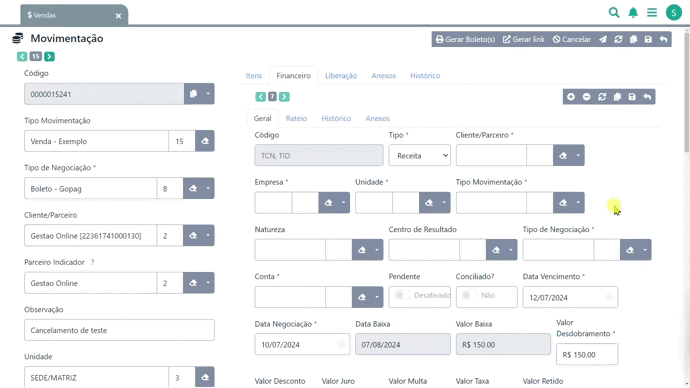 $ Vendas
S
Movimentação
Gerar Boleto(s) Gerar link Cancelar
15
Código
0000015241
Tipo Movimentação
Venda - Exemplo 15
Tipo de Negociação *
Boleto - Gopag 8
Cliente/Parceiro
Gestao Online [22361741000130] 2
Parceiro Indicador ?
Gestao Online 2
Observação
Cancelamento de teste
Unidade
SEDE/MATRIZ 3
Itens Financeiro Liberação Anexos Histórico
7
Geral Rateio Histórico Anexos
Código Tipo * Cliente/Parceiro *
TCN, TID Receita
Empresa * Unidade * Tipo Movimentação *
Natureza Centro de Resultado Tipo de Negociação *
Conta * Pendente Conciliado? Data Vencimento *
Desativado Não 12/07/2024
Data Negociação * Data Baixa Valor Baixa Valor Desdobramento *
10/07/2024 07/08/2024 R$ 150.00 R$ 150.00
Valor Desconto Valor Juro Valor Multa Valor Taxa Valor Retido